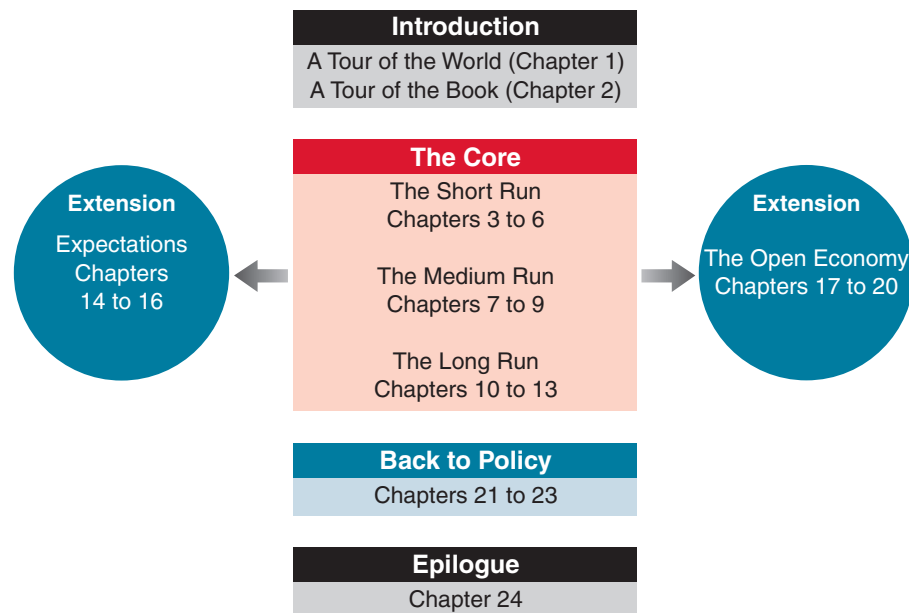 Introduction
A Tour of the World (Chapter 1)
A Tour of the Book (Chapter 2)
The Core
The Short Run
Chapters 3 to 6
The Medium Run
Chapters 7 to 9
The Long Run
Chapters 10 to 13
Extension
Expectations
Chapters
14 to 16
Extension
The Open Economy
Chapters 17 to 20
Back to Policy
Chapters 21 to 23
Epilogue
Chapter 24